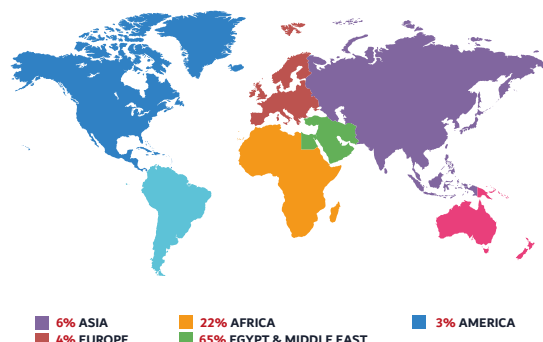 6% ASIA 22% AFRICA 3% AMERICA
4% EUROPE 65% EGYPT & MIDDLE EAST